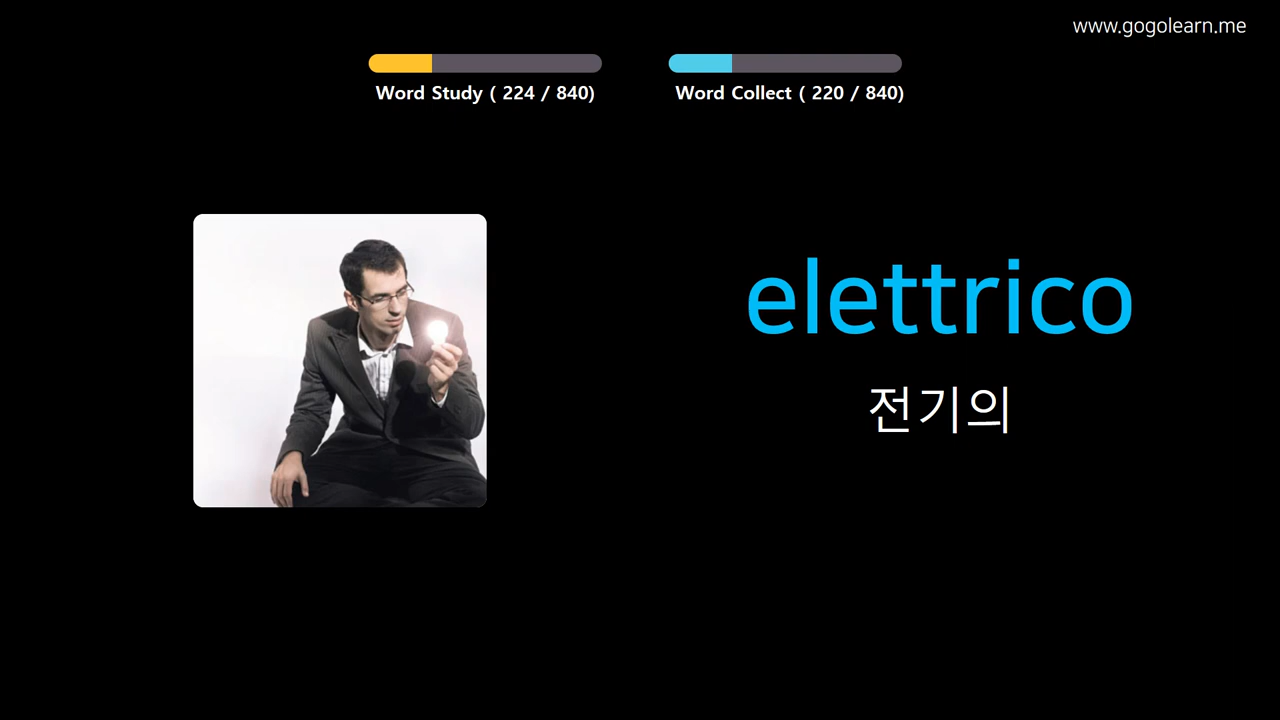 www.gogolearn.me
Word Study ( 224 / 840)
Word Collect ( 220 / 840)
elettrico
전기의